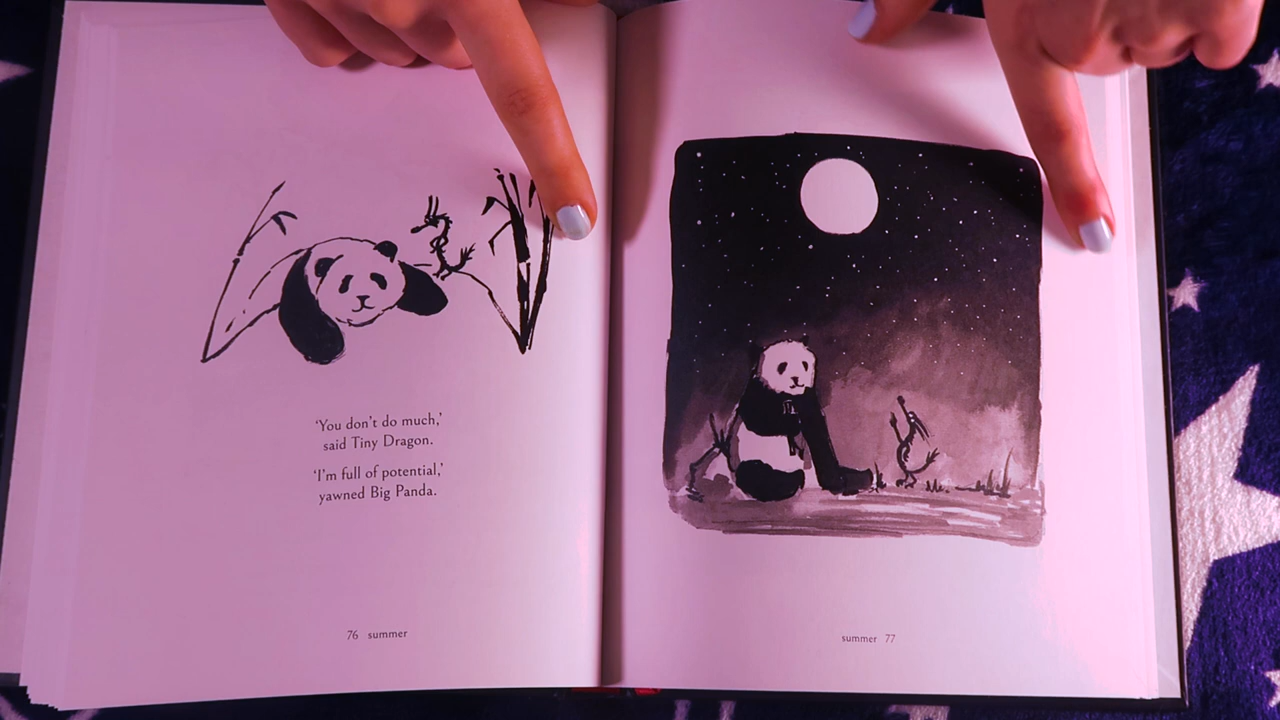 ‘You don’t do much,’
said Tiny Dragon.
‘I’m full of potential,’
yawned Big Panda.
76 summer
summer 77